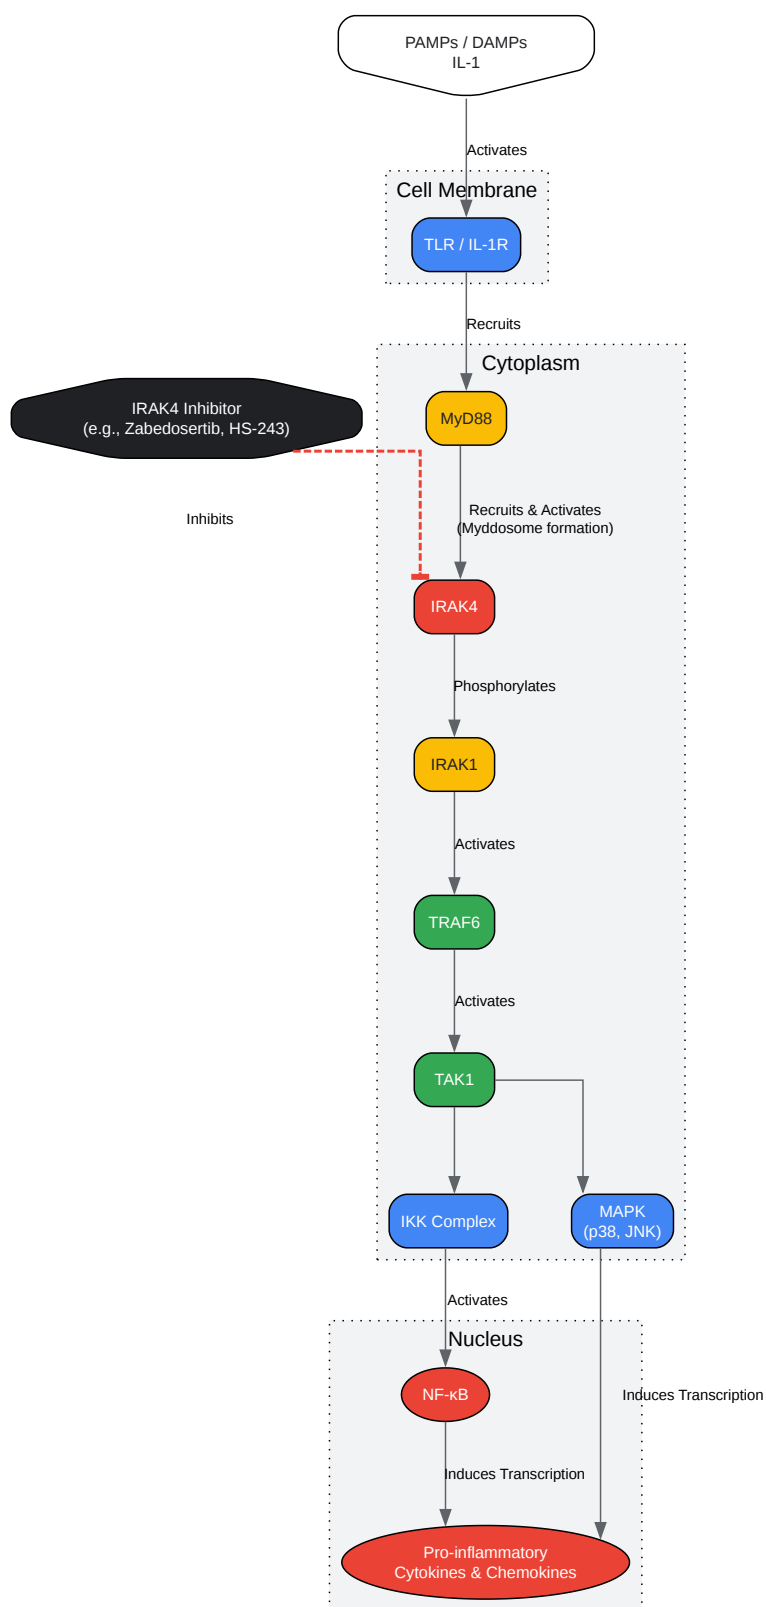 PAMPs / DAMPs
IL-1
Activates
Cell Membrane
TLR / IL-1R
Recruits
Cytoplasm
IRAK4 Inhibitor
(e.g., Zabedosertib, HS-243)
MyD88
Inhibits
Recruits & Activates
(Myddosome formation)
IRAK4
Phosphorylates
IRAK1
Activates
TRAF6
Activates
TAK1
IKK Complex
MAPK
(p38, JNK)
Activates
Nucleus
NF-κB
Induces Transcription
Induces Transcription
Pro-inflammatory
Cytokines & Chemokines